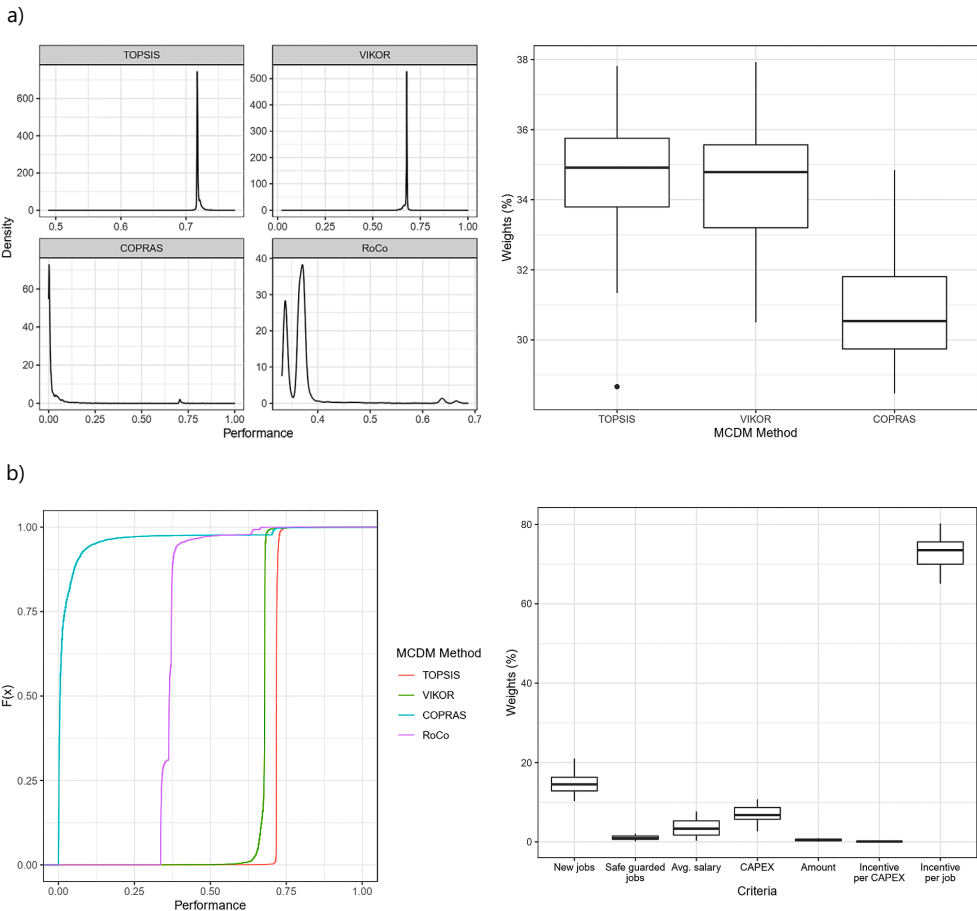 a)
TOPSIS
VIKOR
600
400
200
0
0.5
0.6
0.7
500
400
300
200
100
0
0.00
0.25
0.50
0.75
1.00
COPRAS
RoCo
60
40
20
0
0.00
0.25
0.50
0.75
1.00
40
30
20
10
0
0.4
0.5
0.6
0.7
Density
Performance
38
36
34
32
30
Weights (%)
TOPSIS
VIKOR
COPRAS
MCDM Method
b)
1.00
0.75
0.50
0.25
0.00
F(x)
0.00
0.25
0.50
0.75
1.00
Performance
MCDM Method
TOPSIS
VIKOR
COPRAS
RoCo
80
60
40
20
0
Weights (%)
New jobs
Safe guarded
jobs
Avg. salary
CAPEX
Amount
Incentive
per CAPEX
Incentive
per job
Criteria